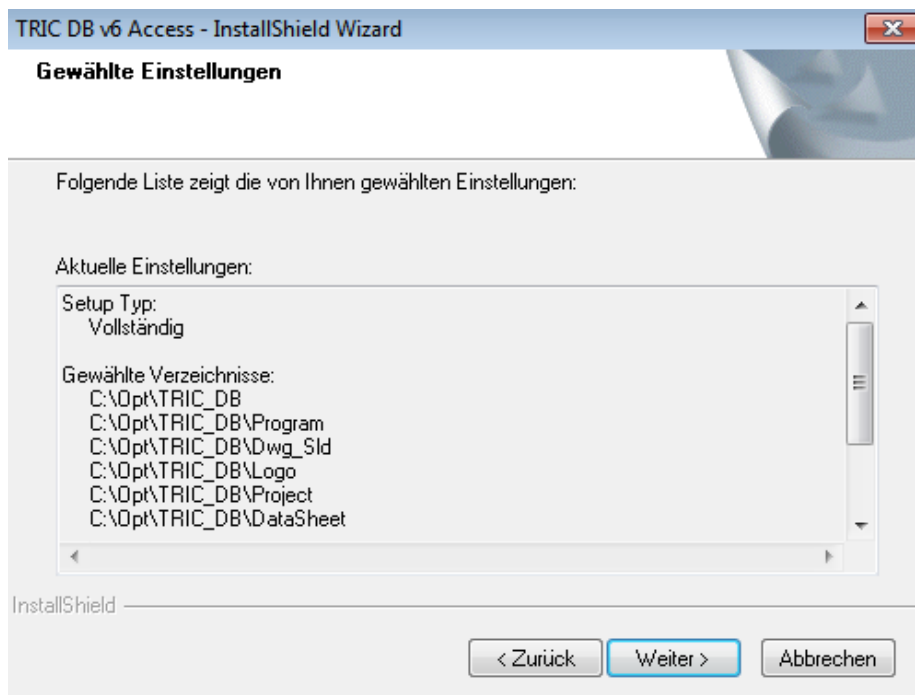 TRIC DB v6 Access - InstallShield Wizard
Gewählte Einstellungen
Folgende Liste zeigt die von Ihnen gewählten Einstellungen:
Aktuelle Einstellungen:
Setup Typ:
Vollständig
Gewählte Verzeichnisse:
C:\Opt\TRIC_DB
C:\Opt\TRIC_DB\Program
C:\Opt\TRIC_DB\Dwg_Sld
C:\Opt\TRIC_DB\Logo
C:\Opt\TRIC_DB\Project
C:\Opt\TRIC_DB\DataSheet
InstallShield
< Zurück Weiter > Abbrechen